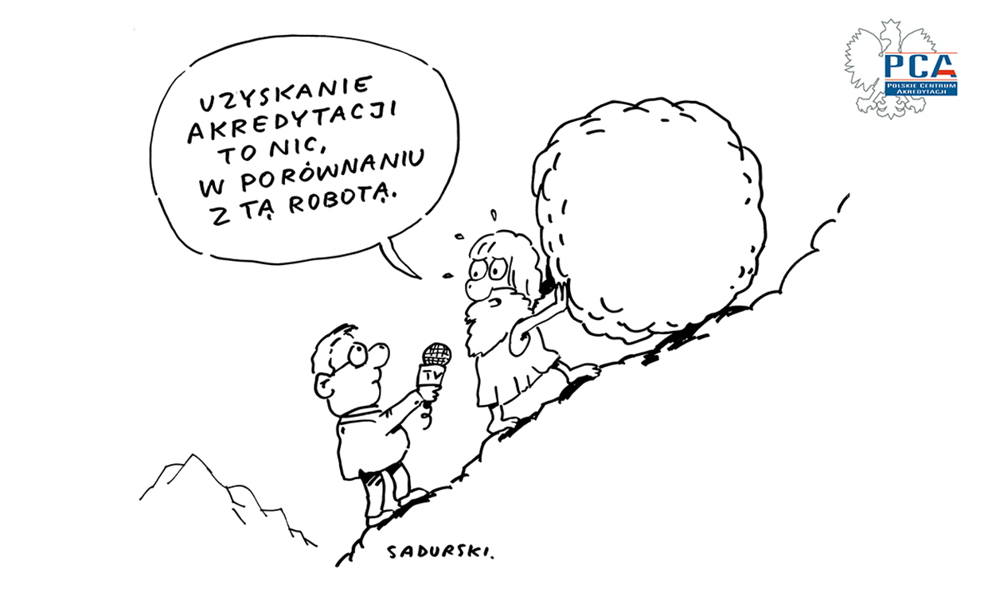 UZYSKANIE
AKREDYTACJI
TO NIC,
W PORÓWNANIU
Z TĄ ROBOTĄ.
PCA
POLSKIE CENTRUM
AKREDYTACJI
TV
SADURSKI.